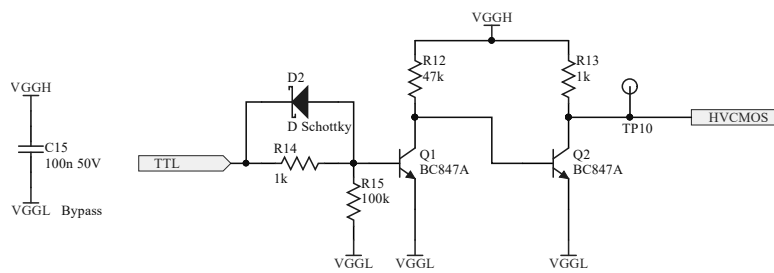 VGGH
R12
47k
R13
1k
D2
D Schottky
VGGH
C15
100n 50V
VGGL Bypass
TTL
R14
1k
R15
100k
Q1
BC847A
Q2
BC847A
TP10
HVCMOS
VGGL
VGGL
VGGL